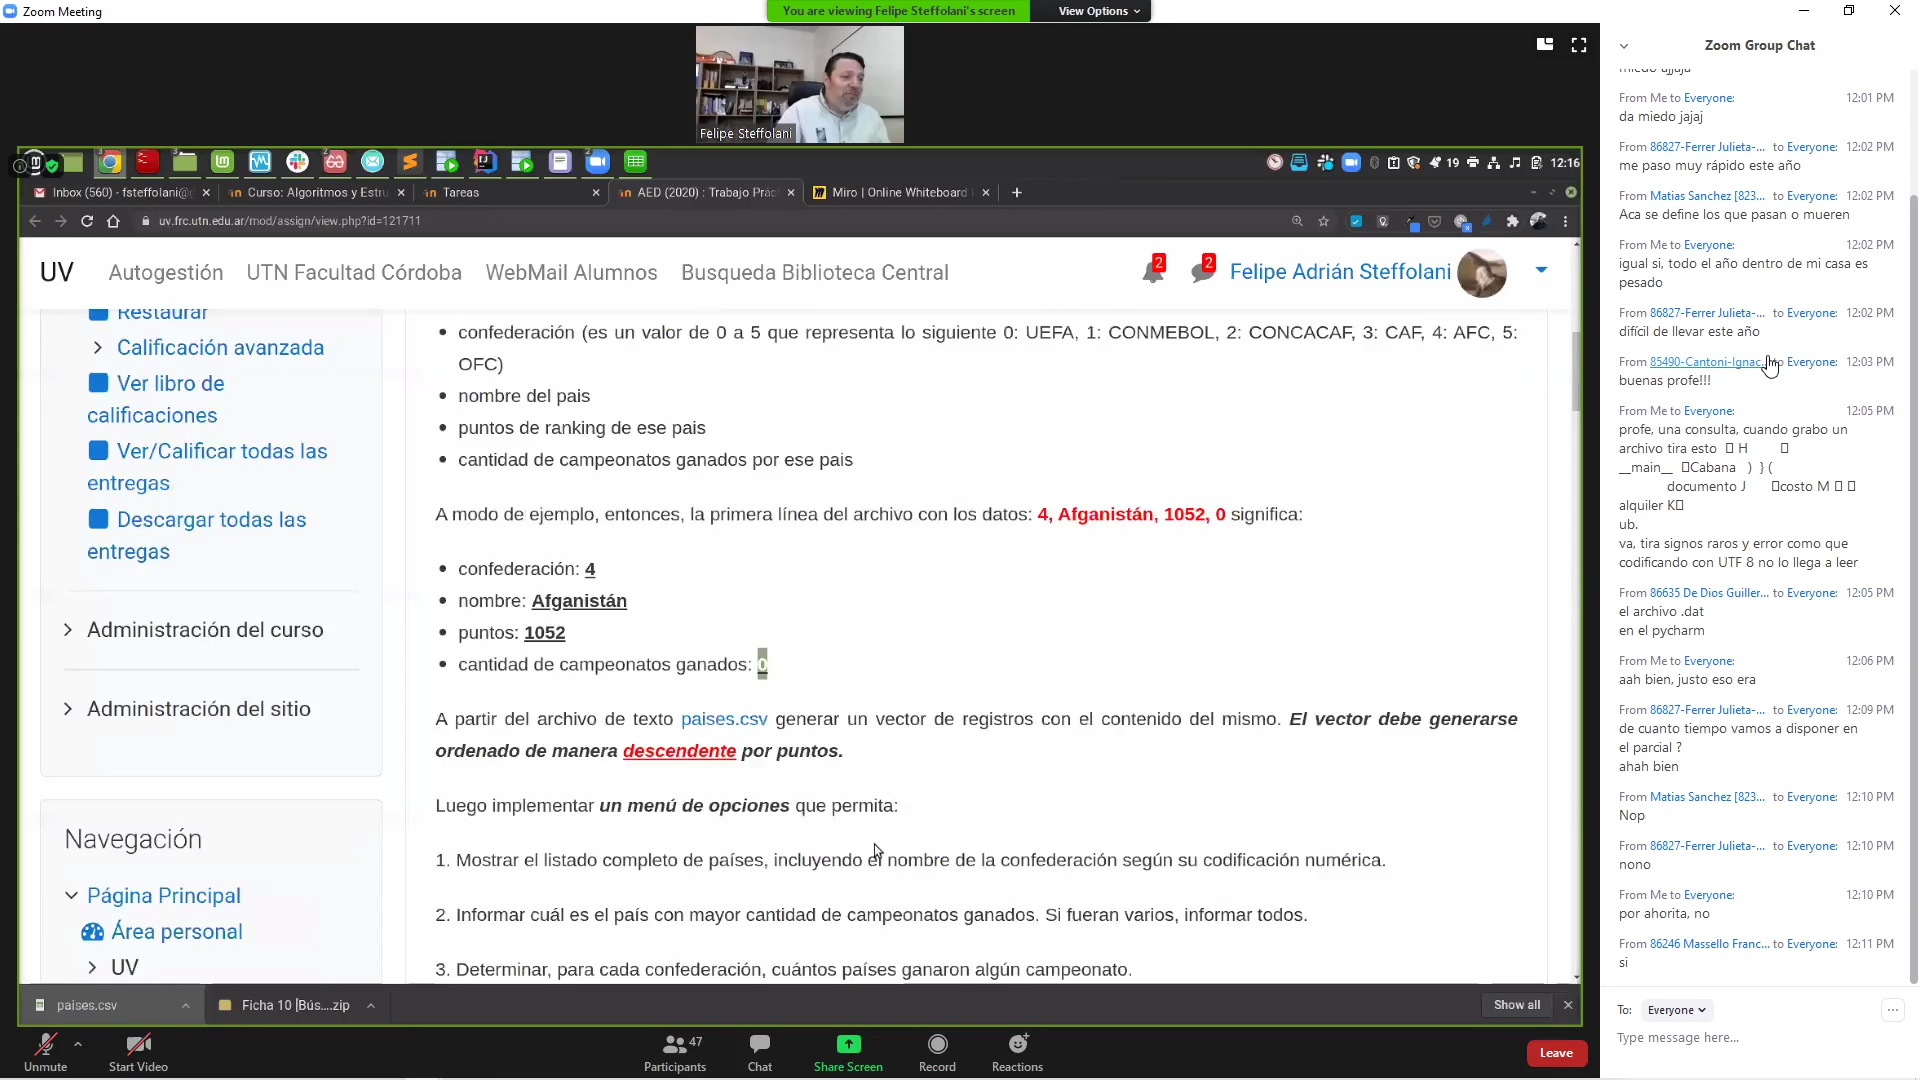 Zoom Meeting
You are viewing Felipe Steffolani's screen
View Options
Felipe Steffolani
19
12:16
Inbox (560) - fsteffolani@
Curso: Algoritmos y Estru
Tareas
AED (2020) : Trabajo Prác
Miro | Online Whiteboard
uv.frc.utn.edu.ar/mod/assign/view.php?id=121711
UV
Autogestión
UTN Facultad Córdoba
WebMail Alumnos
Busqueda Biblioteca Central
2
2
Felipe Adrián Steffolani
Restaurar
Calificación avanzada
Ver libro de
calificaciones
Ver/Calificar todas las
entregas
Descargar todas las
entregas
Administración del curso
Administración del sitio
Navegación
Página Principal
Área personal
UV
• confederación (es un valor de 0 a 5 que representa lo siguiente 0: UEFA, 1: CONMEBOL, 2: CONCACAF, 3: CAF, 4: AFC, 5:
OFC)
• nombre del pais
• puntos de ranking de ese pais
• cantidad de campeonatos ganados por ese pais
A modo de ejemplo, entonces, la primera línea del archivo con los datos: 4, Afganistán, 1052, 0 significa:
• confederación: 4
• nombre: Afganistán
• puntos: 1052
• cantidad de campeonatos ganados: 0
A partir del archivo de texto paises.csv generar un vector de registros con el contenido del mismo. El vector debe generarse
ordenado de manera descendente por puntos.
Luego implementar un menú de opciones que permita:
1. Mostrar el listado completo de países, incluyendo el nombre de la confederación según su codificación numérica.
2. Informar cuál es el país con mayor cantidad de campeonatos ganados. Si fueran varios, informar todos.
3. Determinar, para cada confederación, cuántos países ganaron algún campeonato.
paises.csv
Ficha 10 [Bús....zip
Show all
Unmute
Start Video
47
Participants
Chat
Share Screen
Record
Reactions
Leave
Zoom Group Chat
miedo ajjaja
From Me to Everyone: 12:01 PM
da miedo jajaj
From 86827-Ferrer Julieta-... to Everyone: 12:02 PM
me paso muy rápido este año
From Matias Sanchez [823... to Everyone: 12:02 PM
Aca se define los que pasan o mueren
From Me to Everyone: 12:02 PM
igual si, todo el año dentro de mi casa es
pesado
From 86827-Ferrer Julieta-... to Everyone: 12:02 PM
difícil de llevar este año
From 85490-Cantoni-Ignac... to Everyone: 12:03 PM
buenas profe!!!
From Me to Everyone: 12:05 PM
profe, una consulta, cuando grabo un
archivo tira esto H
__main__ Cabana ) } (
documento J costo M
alquiler K
ub.
va, tira signos raros y error como que
codificando con UTF 8 no lo llega a leer
From 86635 De Dios Guiller... to Everyone: 12:05 PM
el archivo .dat
en el pycharm
From Me to Everyone: 12:06 PM
aah bien, justo eso era
From 86827-Ferrer Julieta-... to Everyone: 12:09 PM
de cuanto tiempo vamos a disponer en
el parcial ?
ahah bien
From Matias Sanchez [823... to Everyone: 12:10 PM
Nop
From 86827-Ferrer Julieta-... to Everyone: 12:10 PM
nono
From Me to Everyone: 12:10 PM
por ahorita, no
From 86246 Massello Franc... to Everyone: 12:11 PM
si
To: Everyone
Type message here...